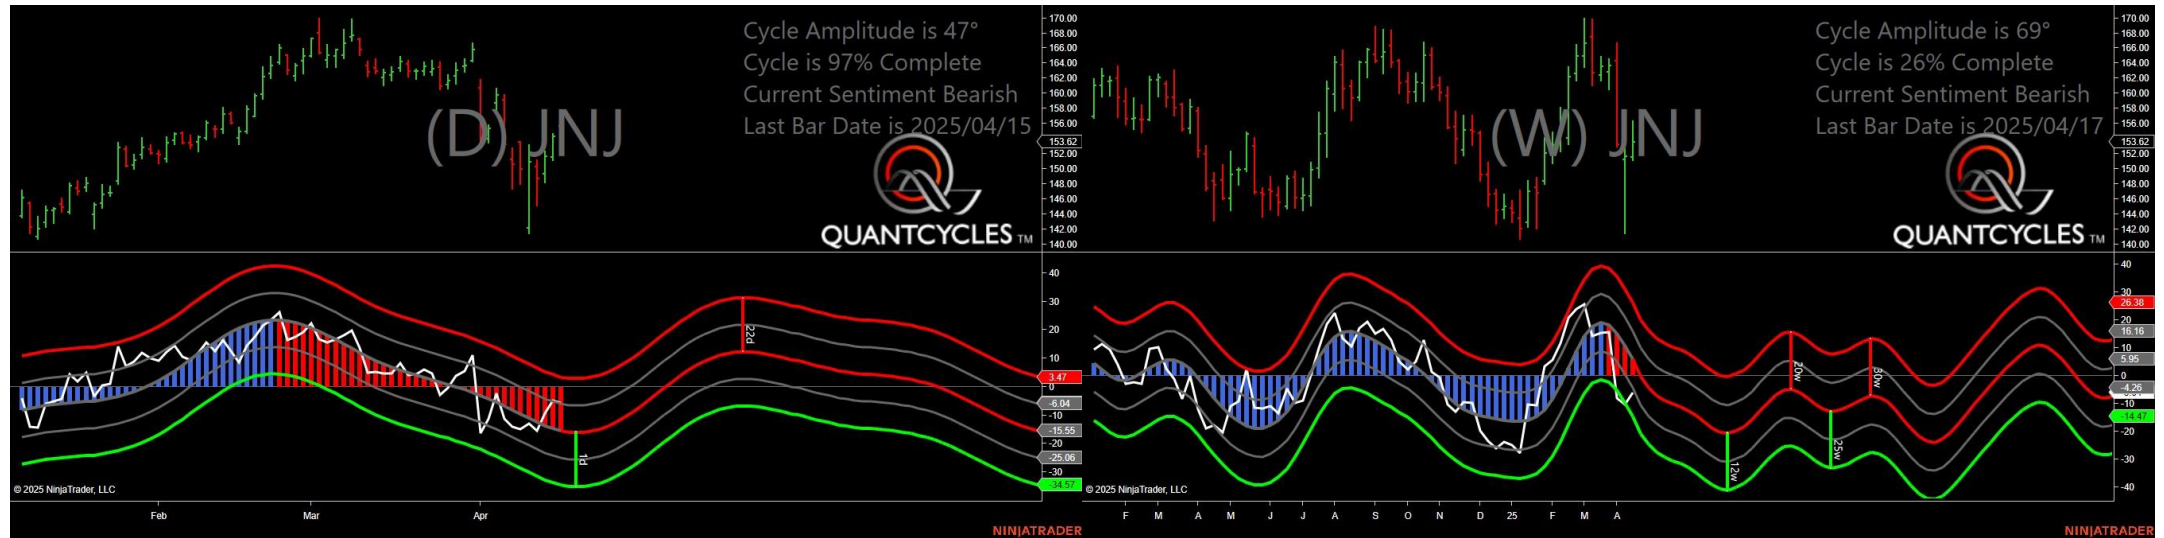 Cycle Amplitude is 47°
Cycle is 97% Complete
Current Sentiment Bearish
Last Bar Date is 2025/04/15
(D) JNJ
QUANTCYCLES TM
170.00
168.00
166.00
164.00
162.00
160.00
158.00
156.00
153.62
152.00
150.00
148.00
146.00
144.00
142.00
140.00
40
30
20
10
3.47
0
-6.04
-10
-15.55
-20
-25.06
-30
-34.57
22d
1d
© 2025 NinjaTrader, LLC
Feb Mar Apr
NINJATRADER
Cycle Amplitude is 69°
Cycle is 26% Complete
Current Sentiment Bearish
Last Bar Date is 2025/04/17
(W) JNJ
QUANTCYCLES TM
170.00
168.00
166.00
164.00
162.00
160.00
158.00
156.00
153.62
152.00
150.00
148.00
146.00
144.00
142.00
140.00
40
30
26.38
20
16.16
10
5.95
0
-4.26
-10
-14.47
-20
-30
-40
20w
30w
12w
25w
© 2025 NinjaTrader, LLC
F M A M J J A S O N D 25 F M A
NINJATRADER